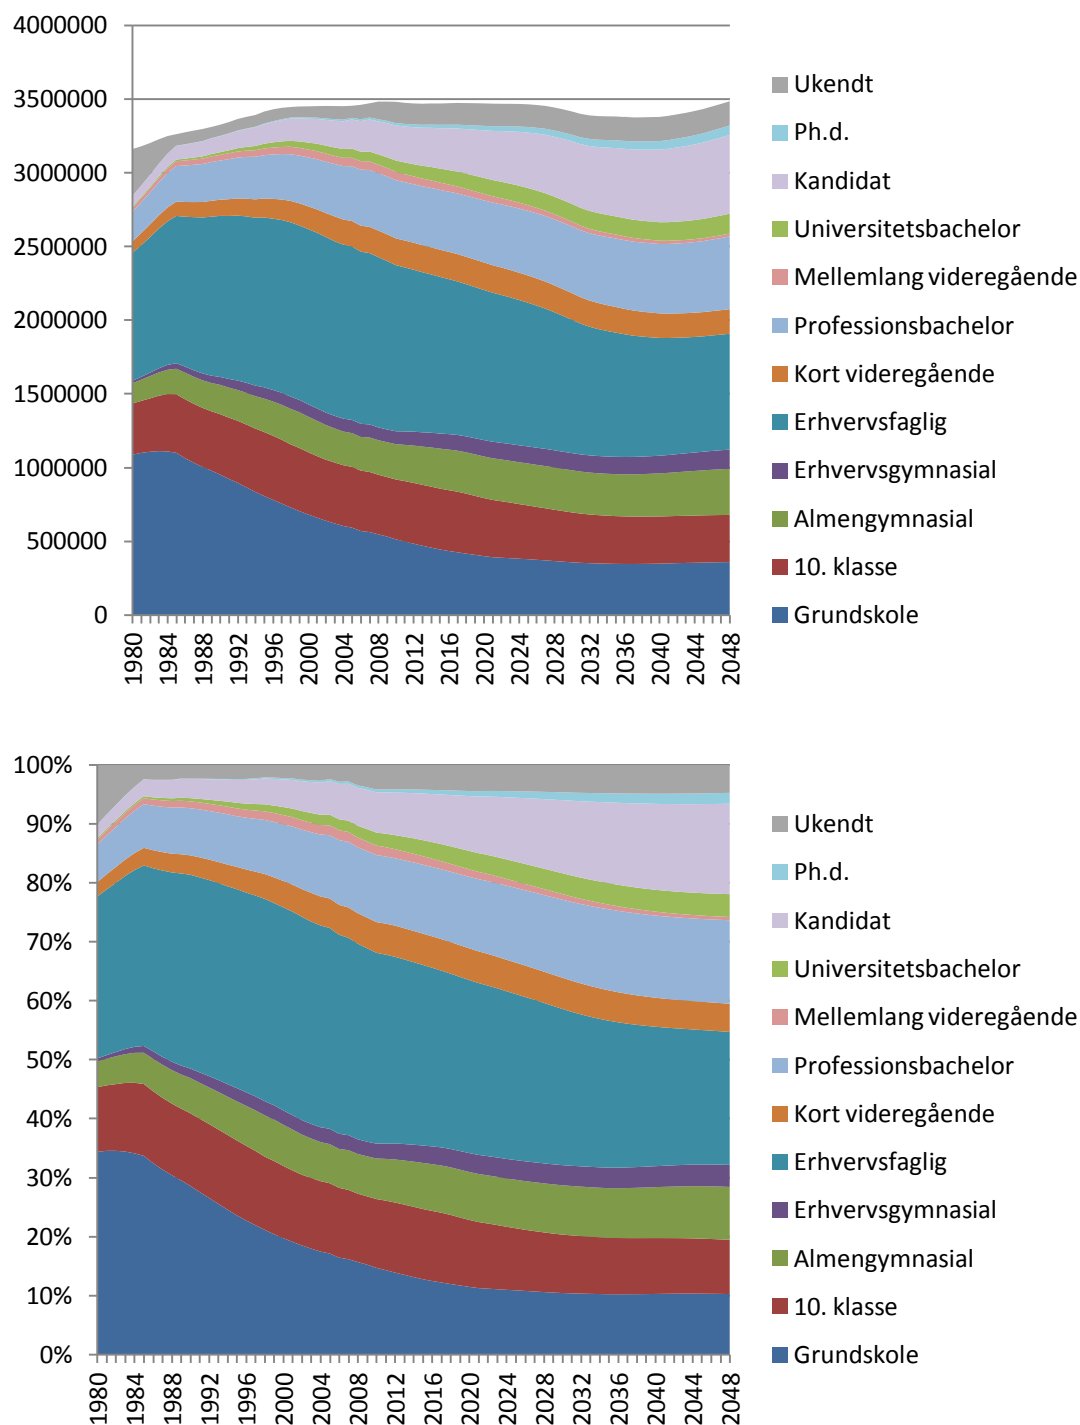 4000000
3500000
3000000
2500000
2000000
1500000
1000000
500000
0
1980
1984
1988
1992
1996
2000
2004
2008
2012
2016
2020
2024
2028
2032
2036
2040
2044
2048
Ukendt
Ph.d.
Kandidat
Universitetsbachelor
Mellemlang videregående
Professionsbachelor
Kort videregående
Erhvervsfaglig
Erhvervsgymnasial
Almengymnasial
10. klasse
Grundskole
100%
90%
80%
70%
60%
50%
40%
30%
20%
10%
0%
1980
1984
1988
1992
1996
2000
2004
2008
2012
2016
2020
2024
2028
2032
2036
2040
2044
2048
Ukendt
Ph.d.
Kandidat
Universitetsbachelor
Mellemlang videregående
Professionsbachelor
Kort videregående
Erhvervsfaglig
Erhvervsgymnasial
Almengymnasial
10. klasse
Grundskole